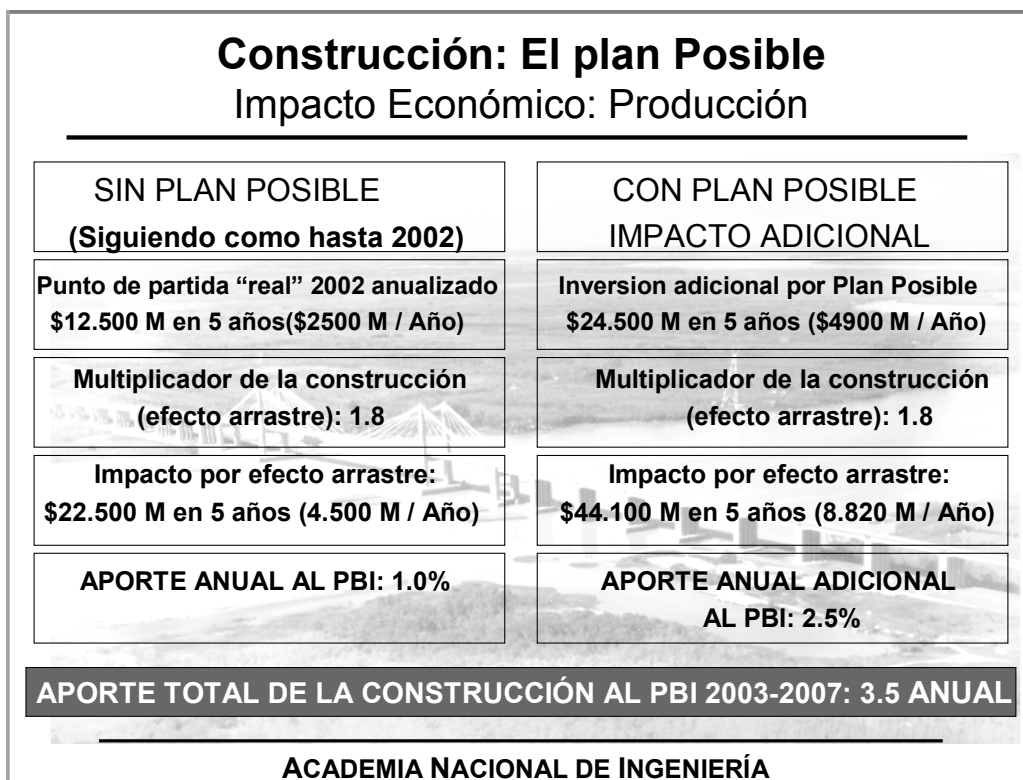 Construcción: El plan Posible
Impacto Económico: Producción
SIN PLAN POSIBLE
(Siguiendo como hasta 2002)
Punto de partida “real” 2002 anualizado
$12.500 M en 5 años($2500 M / Año)
Multiplicador de la construcción
(efecto arrastre): 1.8
Impacto por efecto arrastre:
$22.500 M en 5 años (4.500 M / Año)
APORTE ANUAL AL PBI: 1.0%
CON PLAN POSIBLE
IMPACTO ADICIONAL
Inversion adicional por Plan Posible
$24.500 M en 5 años ($4900 M / Año)
Multiplicador de la construcción
(efecto arrastre): 1.8
Impacto por efecto arrastre:
$44.100 M en 5 años (8.820 M / Año)
APORTE ANUAL ADICIONAL
AL PBI: 2.5%
APORTE TOTAL DE LA CONSTRUCCIÓN AL PBI 2003-2007: 3.5 ANUAL
ACADEMIA NACIONAL DE INGENIERÍA